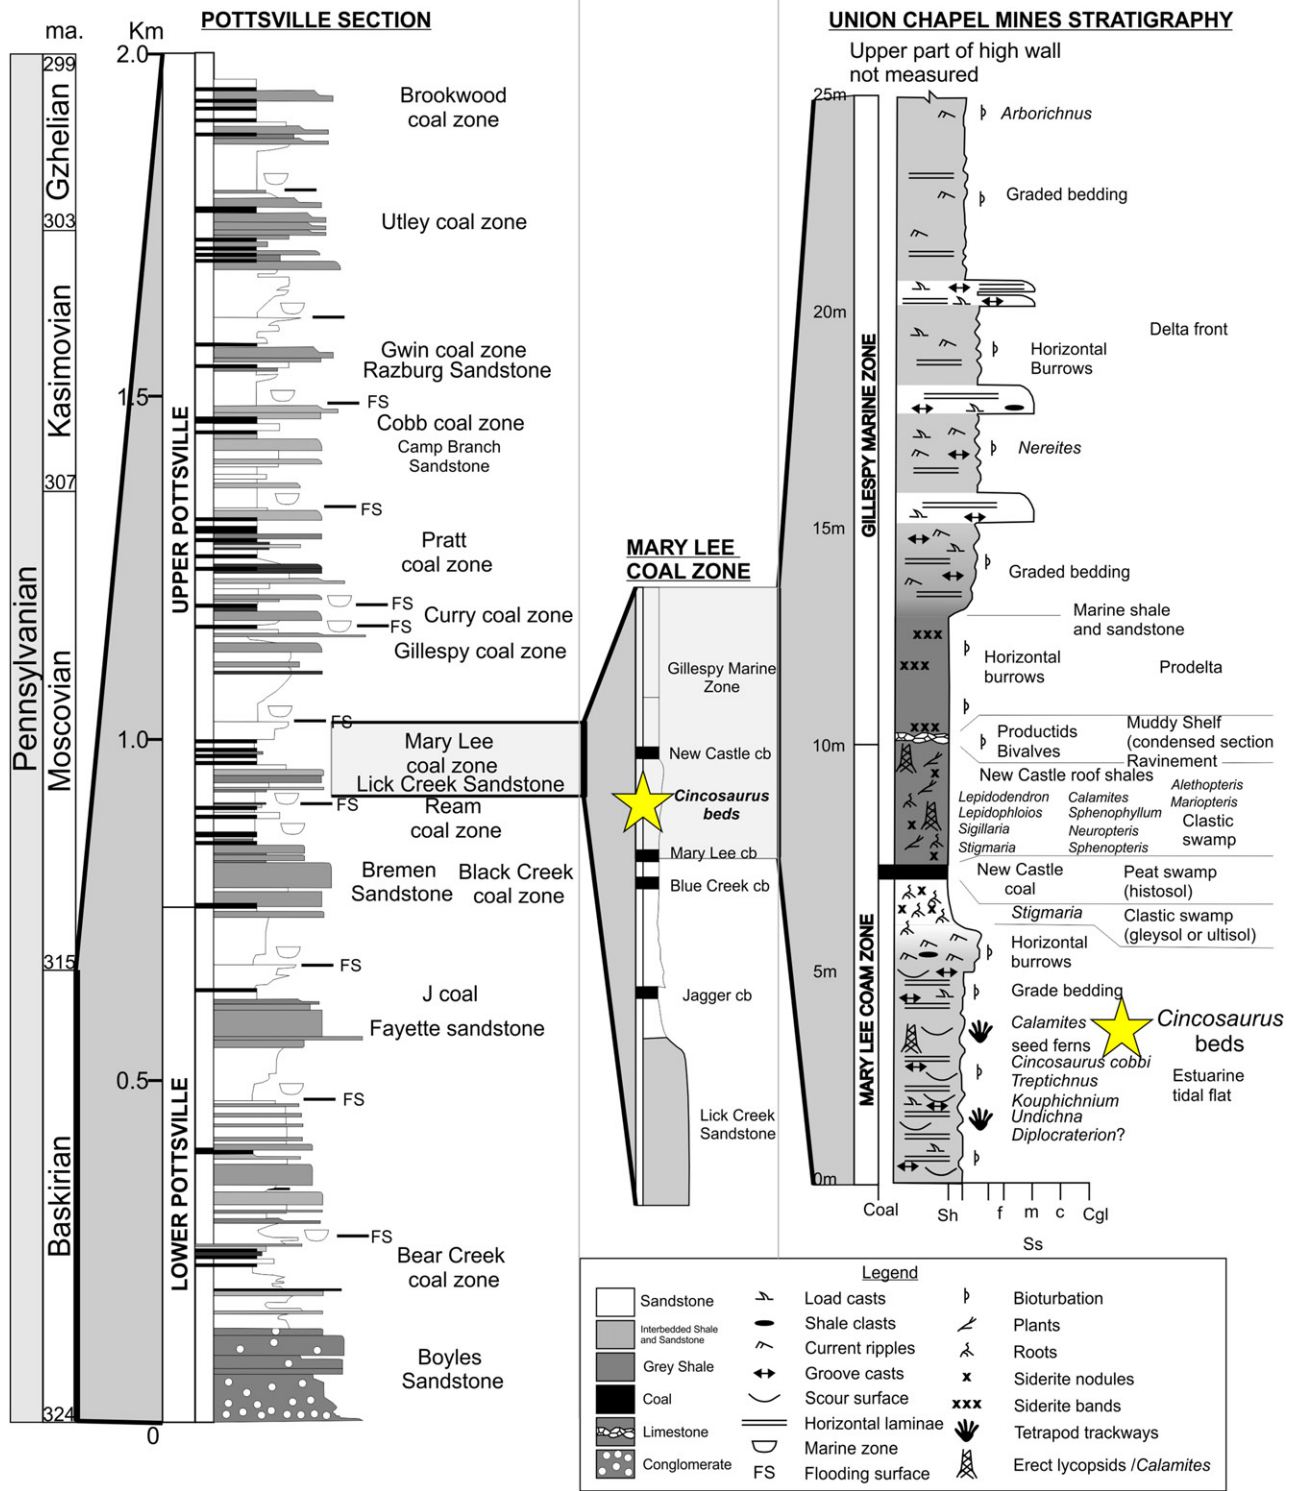 POTTSVILLE SECTION
ma.
Km
2.0
299
Gzhelian
303
Kasimovian
307
Pennsylvanian
Moscovian
315
Baskirian
324
1.5
1.0
0.5
0
UPPER POTTSVILLE
LOWER POTTSVILLE
Brookwood
coal zone
Utley coal zone
Gwin coal zone
Razburg Sandstone
FS
Cobb coal zone
Camp Branch
Sandstone
FS
Pratt
coal zone
FS
Curry coal zone
FS
Gillespy coal zone
FS
Mary Lee
coal zone
Lick Creek Sandstone
FS
Ream
coal zone
Bremen
Sandstone
Black Creek
coal zone
FS
J coal
Fayette sandstone
FS
FS
Bear Creek
coal zone
Boyles
Sandstone
MARY LEE
COAL ZONE
Gillespy Marine
Zone
New Castle cb
Cincosaurus
beds
Mary Lee cb
Blue Creek cb
Jagger cb
Lick Creek
Sandstone
UNION CHAPEL MINES STRATIGRAPHY
Upper part of high wall
not measured
25m
20m
15m
10m
5m
0m
GILLESPY MARINE ZONE
MARY LEE COAM ZONE
Arborichnus
Graded bedding
Delta front
Horizontal
Burrows
Nereites
Graded bedding
Marine shale
and sandstone
xxx
Horizontal
burrows
xxx
Prodelta
xxx
Productids
Bivalves
Muddy Shelf
(condensed section
Ravinement
New Castle roof shales
x
Lepidodendron
Lepidophloios
Sigillaria
Stigmaria
Calamites
Sphenophyllum
Neuropteris
Sphenopteris
Alethopteris
Mariopteris
Clastic
swamp
x
x
New Castle
coal
Peat swamp
(histosol)
x
x x
Stigmaria
Clastic swamp
(gleysol or ultisol)
Horizontal
burrows
Grade bedding
Calamites
seed ferns
Cincosaurus cobbi
Treptichnus
Kouphichnium
Undichna
Diplocraterion?
Cincosaurus
beds
Estuarine
tidal flat
Coal
Sh
f
m
c
Cgl
Ss
Legend
Sandstone
Interbedded Shale
and Sandstone
Grey Shale
Coal
Limestone
Conglomerate
Load casts
Shale clasts
Current ripples
Groove casts
Scour surface
Horizontal laminae
Marine zone
FS
Flooding surface
Bioturbation
Plants
Roots
x
Siderite nodules
xxx
Siderite bands
Tetrapod trackways
Erect lycopsids /Calamites